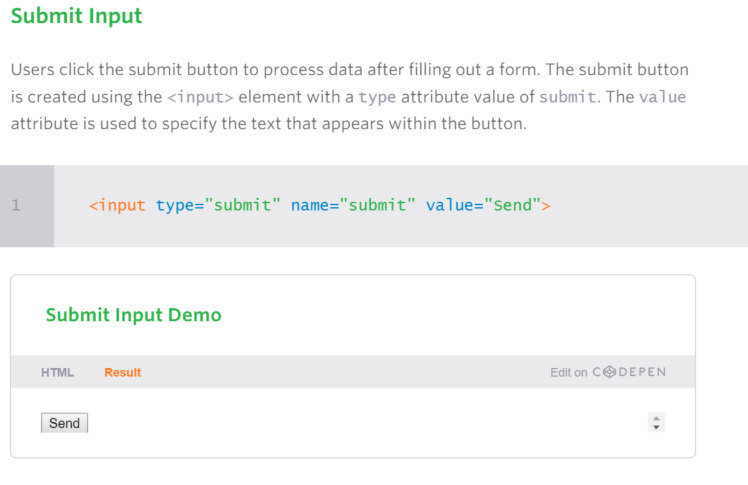 Submit Input
Users click the submit button to process data after filling out a form. The submit button
is created using the <input> element with a type attribute value of submit. The value
attribute is used to specify the text that appears within the button.
1 <input type="submit" name="submit" value="Send">
Submit Input Demo
HTML Result Edit on CODEPEN
Send